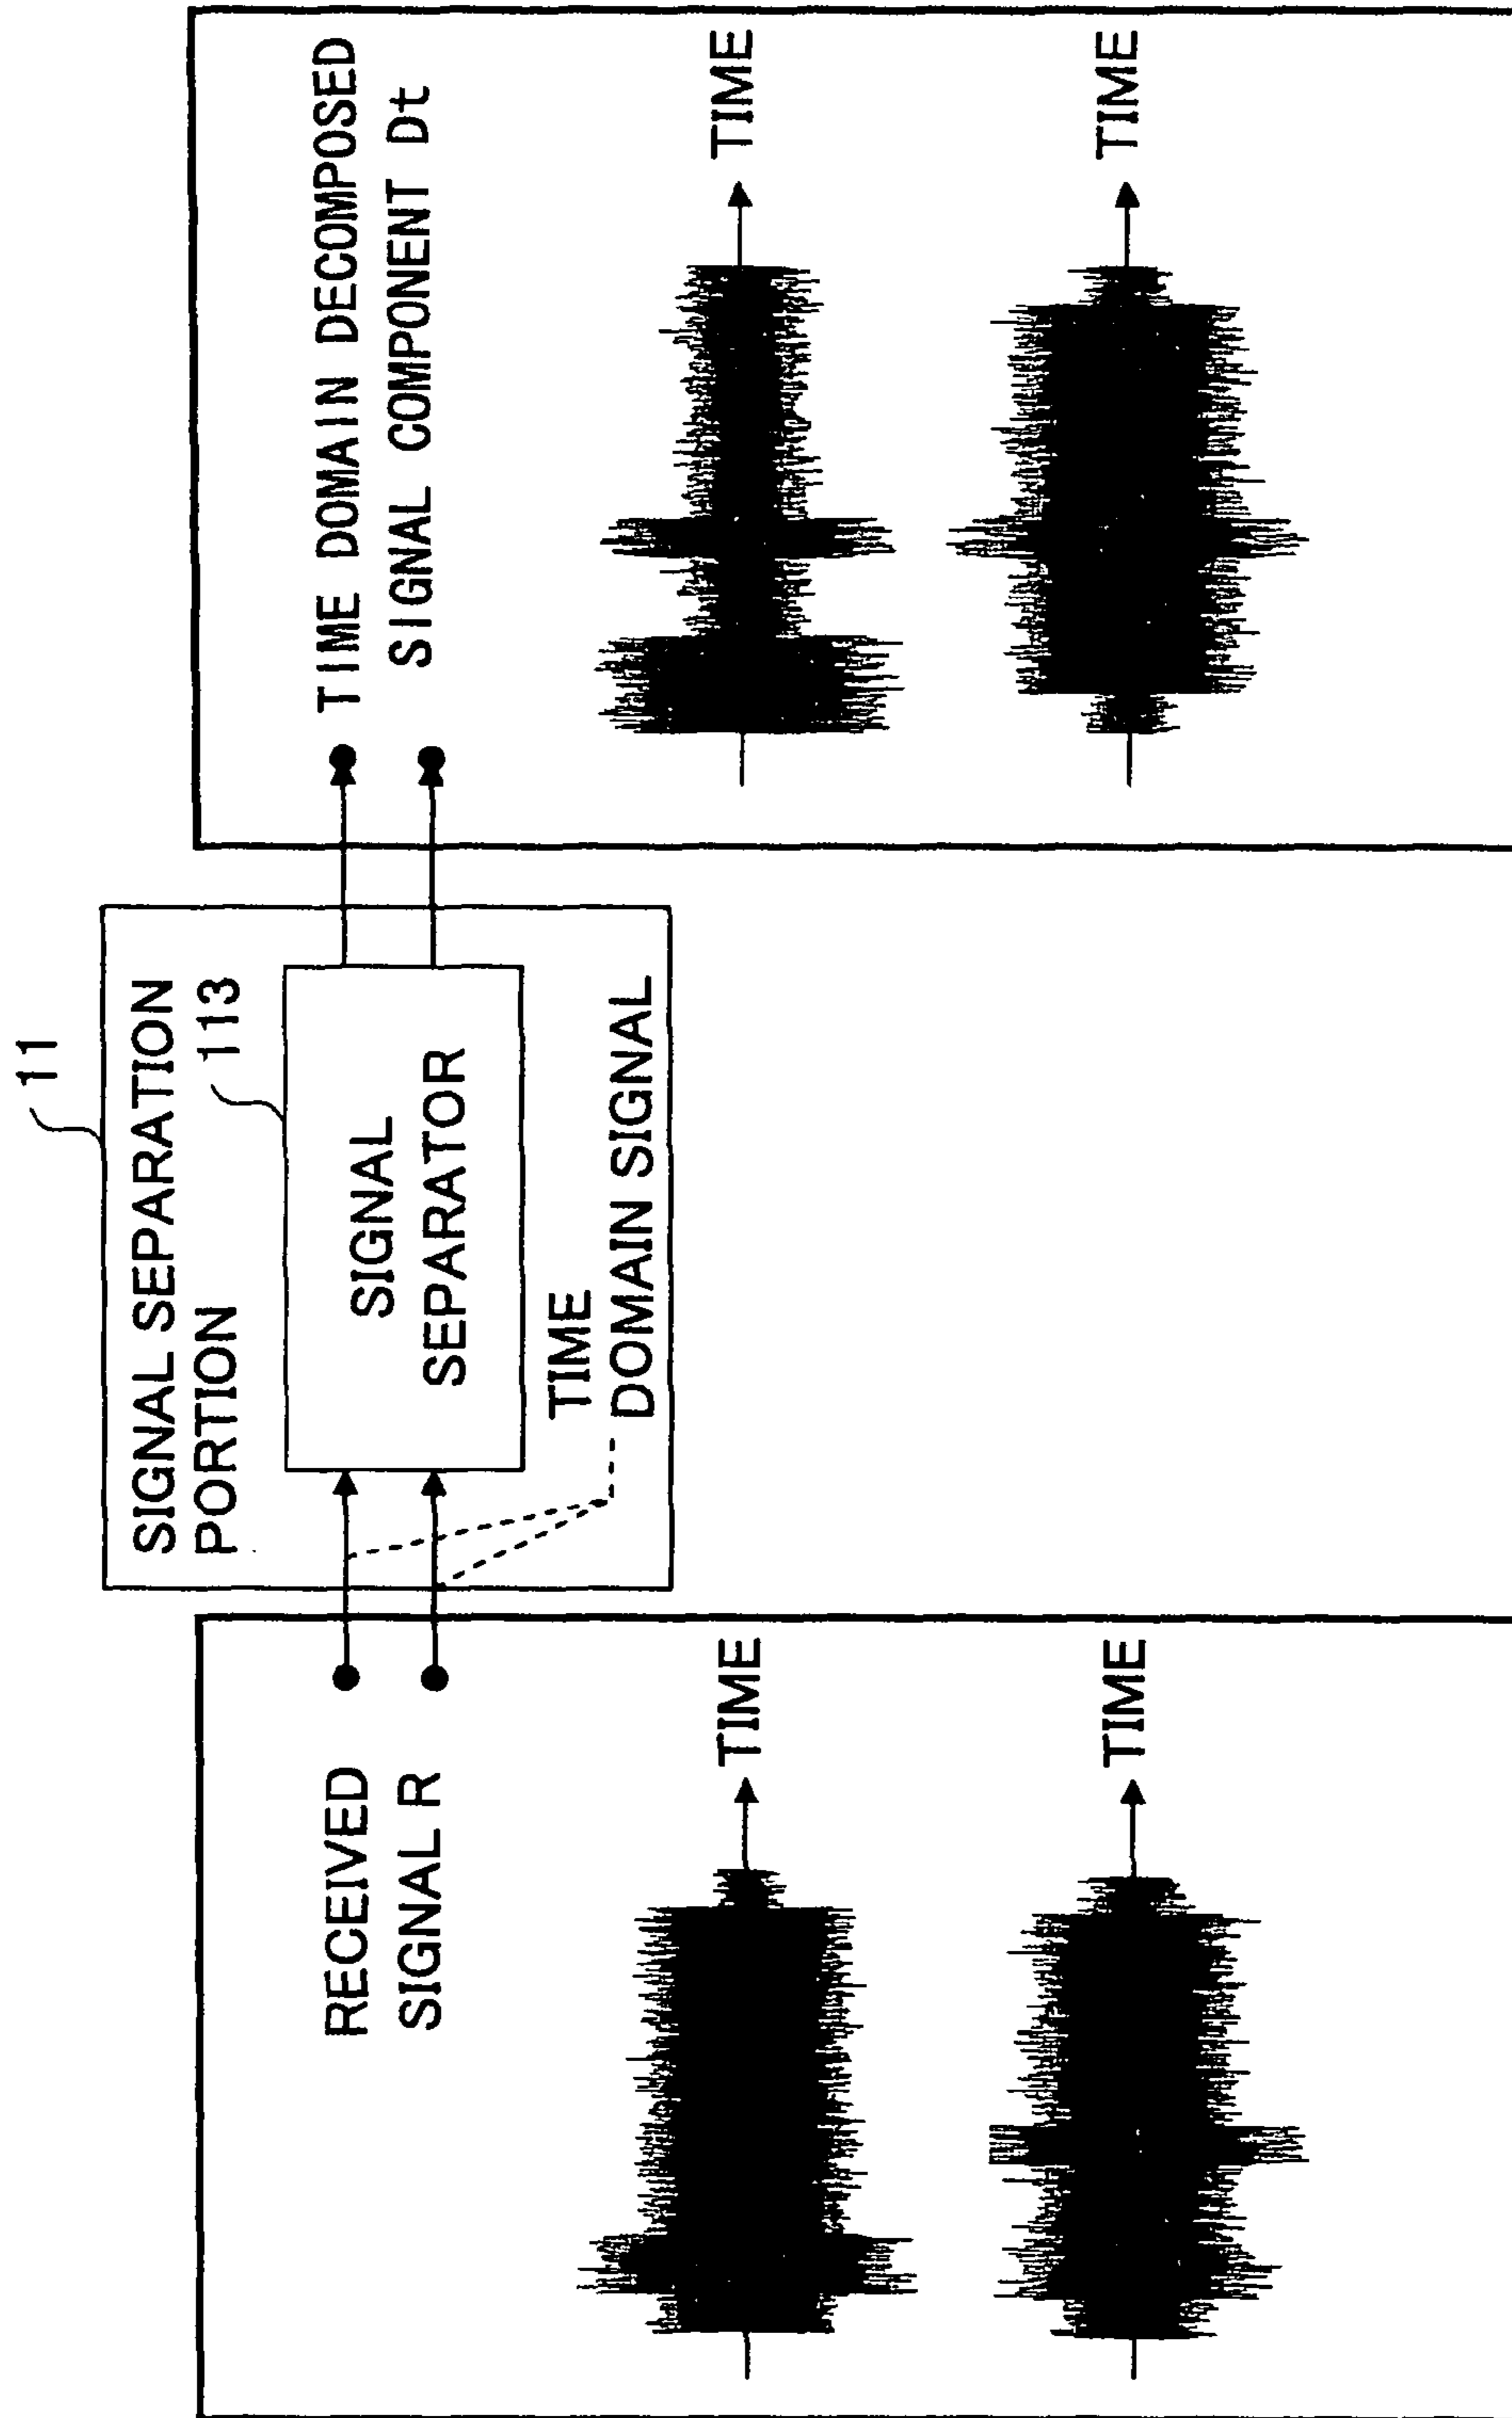 RECEIVED
SIGNAL R
TIME
TIME
11
SIGNAL SEPARATION
PORTION
113
SIGNAL
SEPARATOR
TIME
DOMAIN SIGNAL
TIME DOMAIN DECOMPOSED
SIGNAL COMPONENT Dt
TIME
TIME